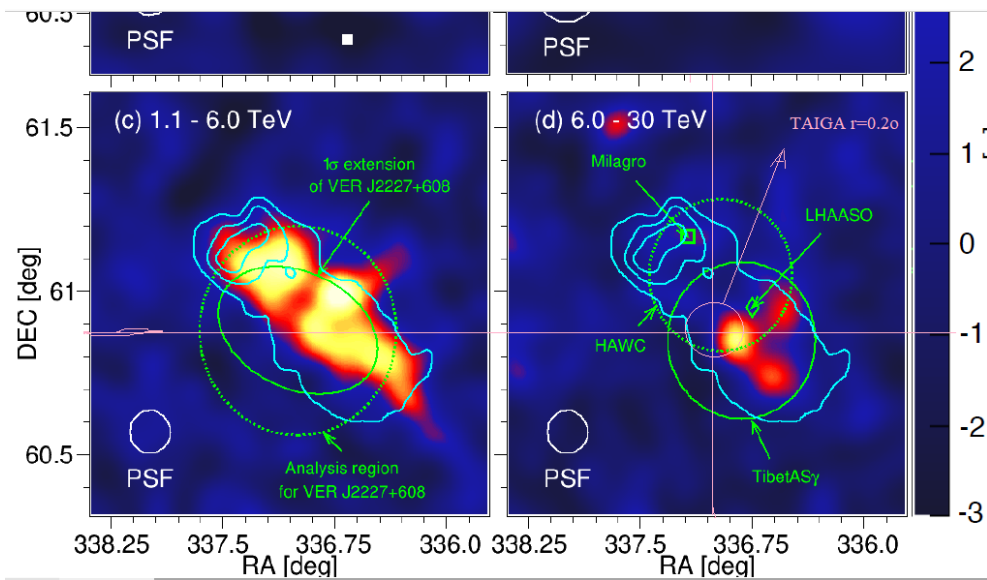 60.5
PSF
PSF
2
(c) 1.1 - 6.0 TeV
(d) 6.0 - 30 TeV
TAIGA r=0.2o
61.5
1σ extension
of VER J2227+608
Milagro
LHAASO
1
0
61
DEC [deg]
HAWC
-1
60.5
PSF
Analysis region
for VER J2227+608
PSF
TibetASγ
-2
-3
338.25
337.5
336.75
336.0
338.25
337.5
336.75
336.0
RA [deg]
RA [deg]